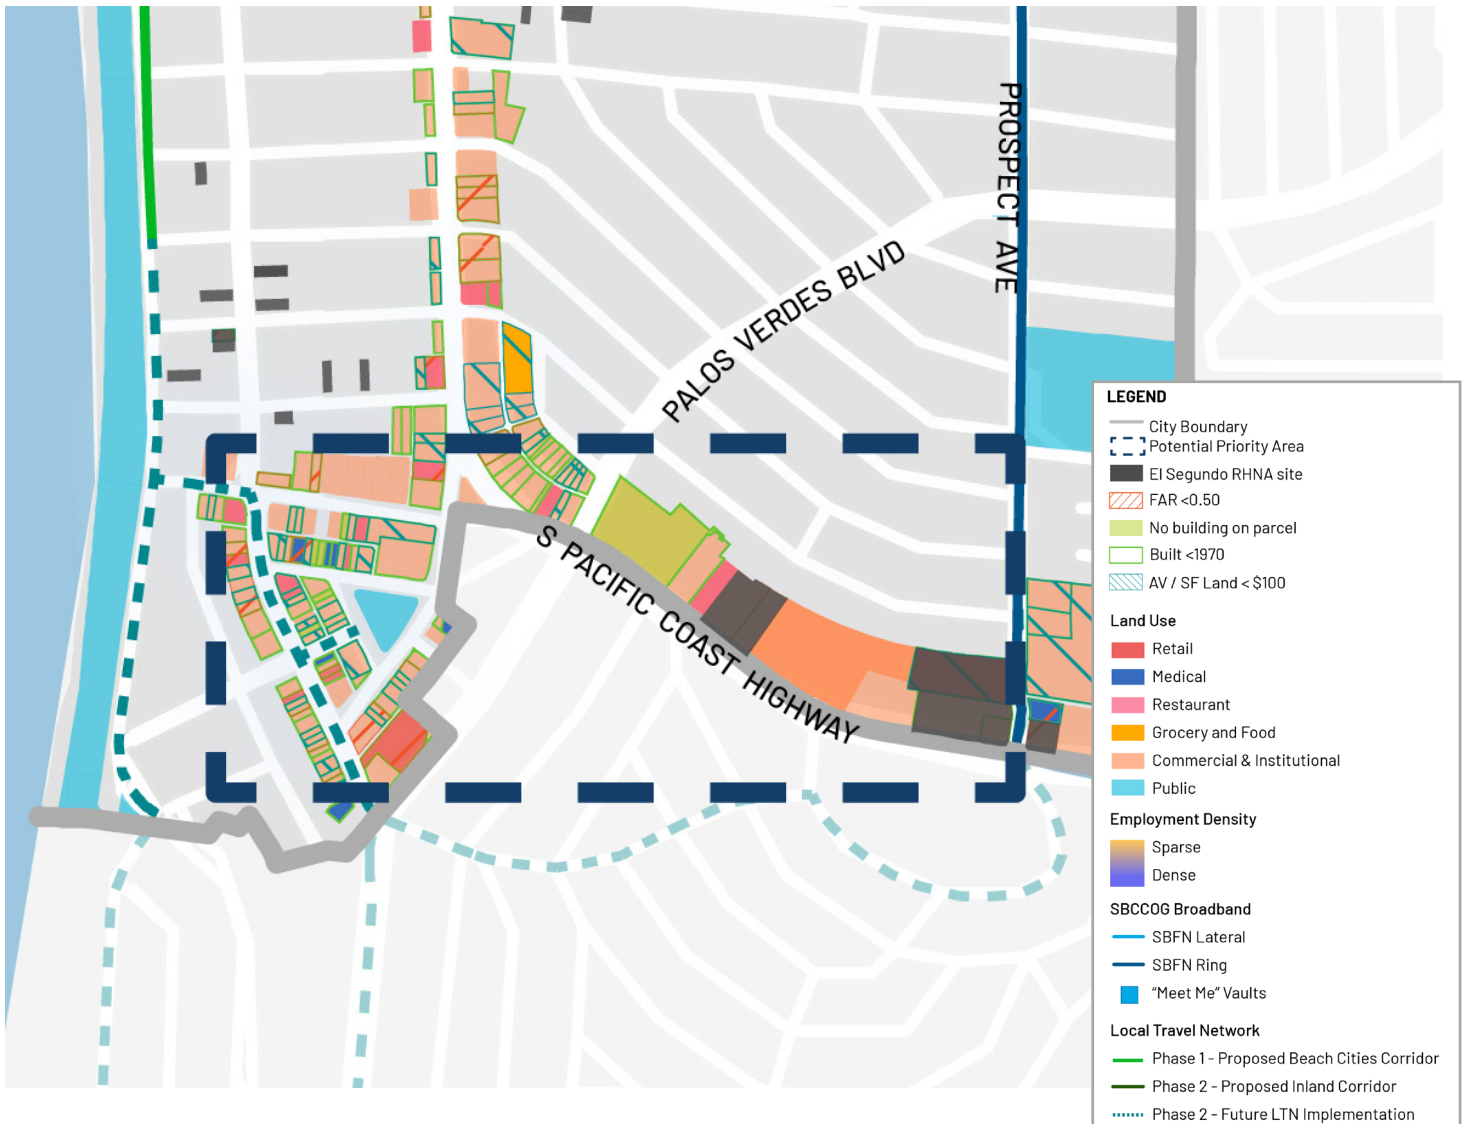 PROSPECT AVE
PALOS VERDES BLVD
S PACIFIC COAST HIGHWAY
LEGEND
City Boundary
Potential Priority Area
El Segundo RHNA site
FAR <0.50
No building on parcel
Built <1970
AV / SF Land < $100
Land Use
Retail
Medical
Restaurant
Grocery and Food
Commercial & Institutional
Public
Employment Density
Sparse
Dense
SBCCOG Broadband
SBFN Lateral
SBFN Ring
“Meet Me” Vaults
Local Travel Network
Phase 1 - Proposed Beach Cities Corridor
Phase 2 - Proposed Inland Corridor
Phase 2 - Future LTN Implementation